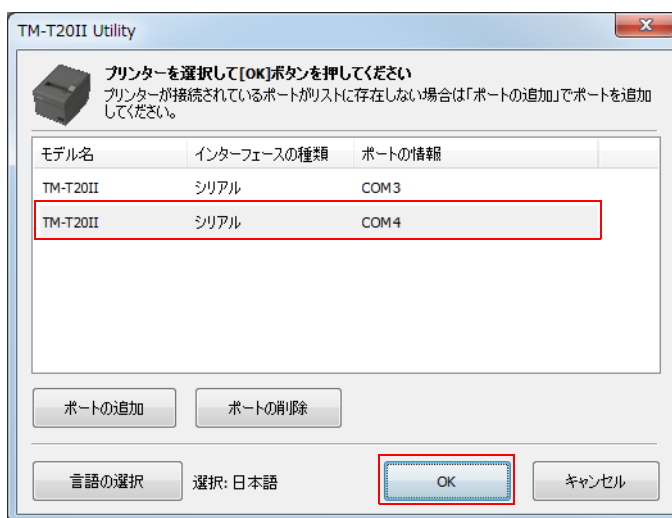 TM-T20II Utility
プリンターを選択して[OK]ボタンを押してください
プリンターが接続されているポートがリストに存在しない場合は「ポートの追加」でポートを追加
してください。
モデル名 インターフェースの種類 ポートの情報
TM-T20II シリアル COM3
TM-T20II シリアル COM4
ポートの追加 ポートの削除
言語の選択 選択: 日本語 OK キャンセル